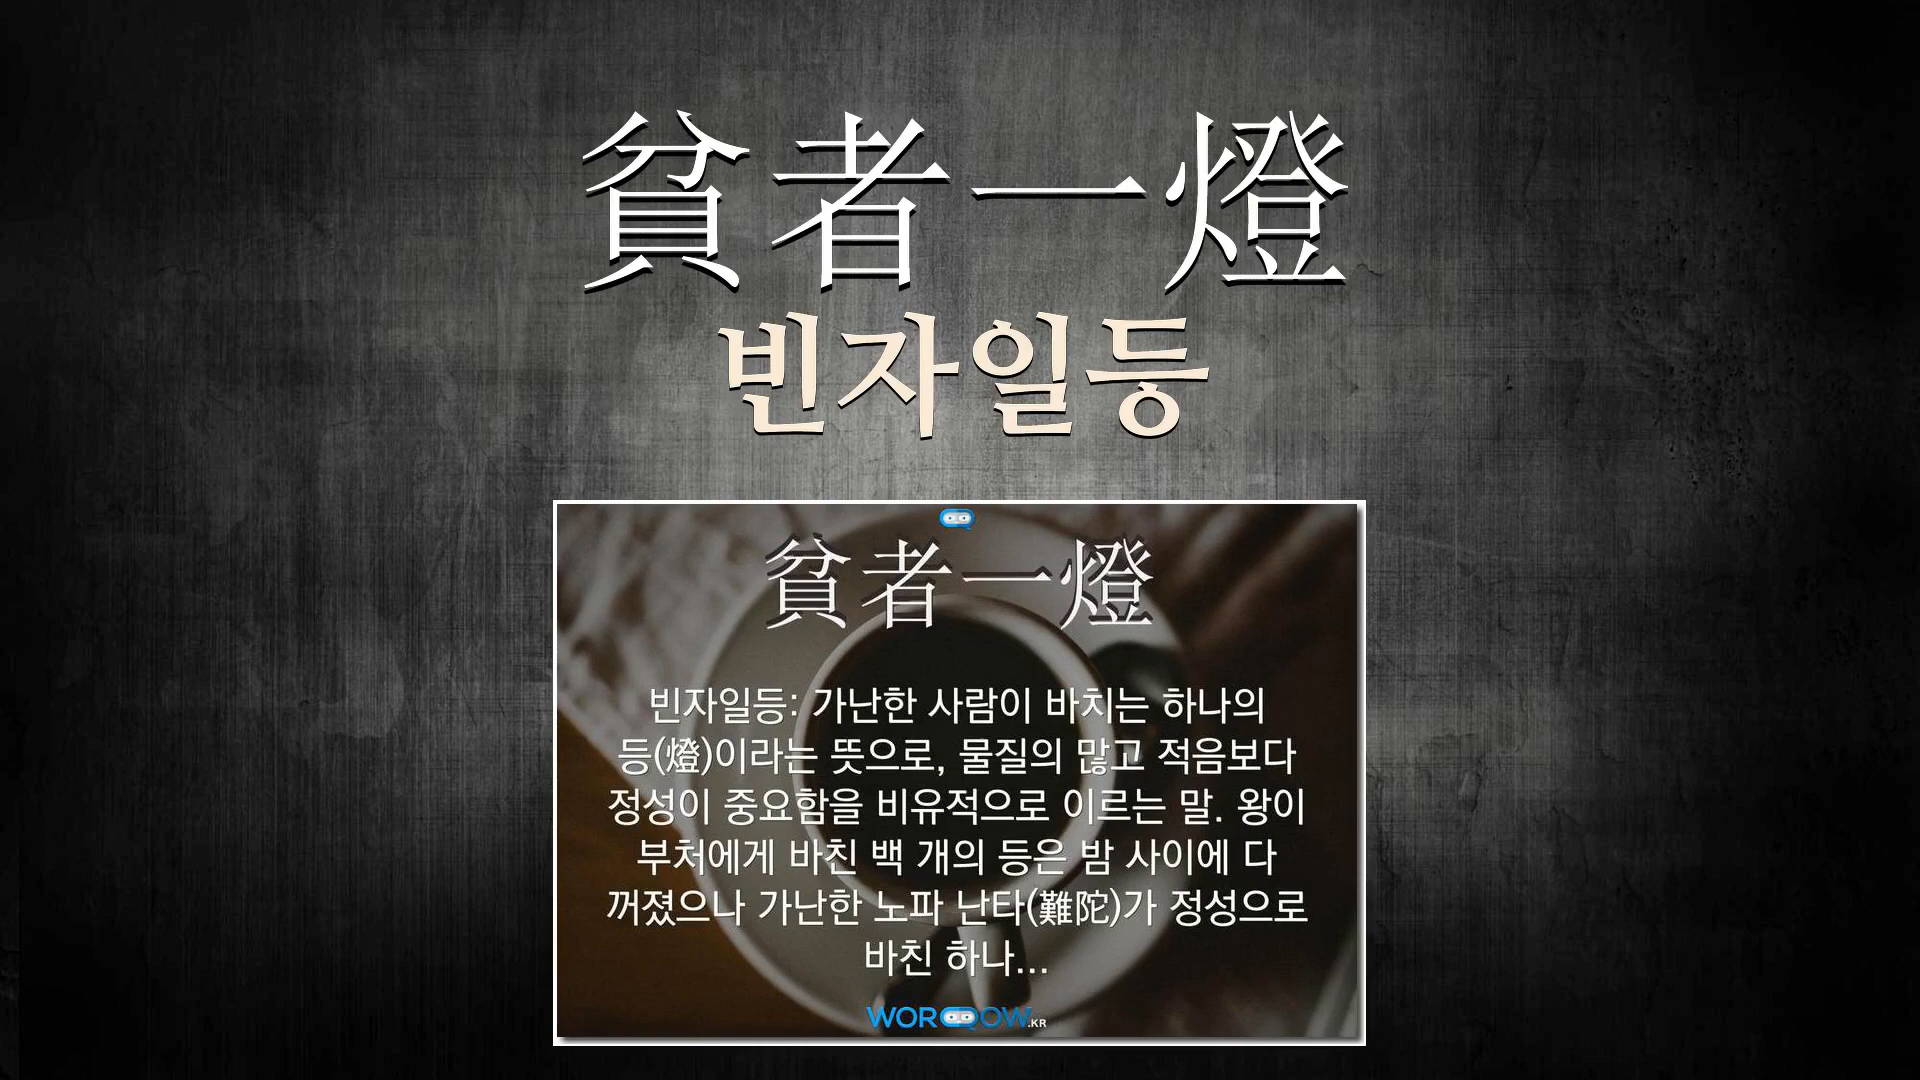 貧者一燈
빈자일등
貧者一燈
빈자일등: 가난한 사람이 바치는 하나의
등(燈)이라는 뜻으로, 물질의 많고 적음보다
정성이 중요함을 비유적으로 이르는 말. 왕이
부처에게 바친 백 개의 등은 밤 사이에 다
꺼졌으나 가난한 노파 난타(難陀)가 정성으로
바친 하나...
WORDOW.KR